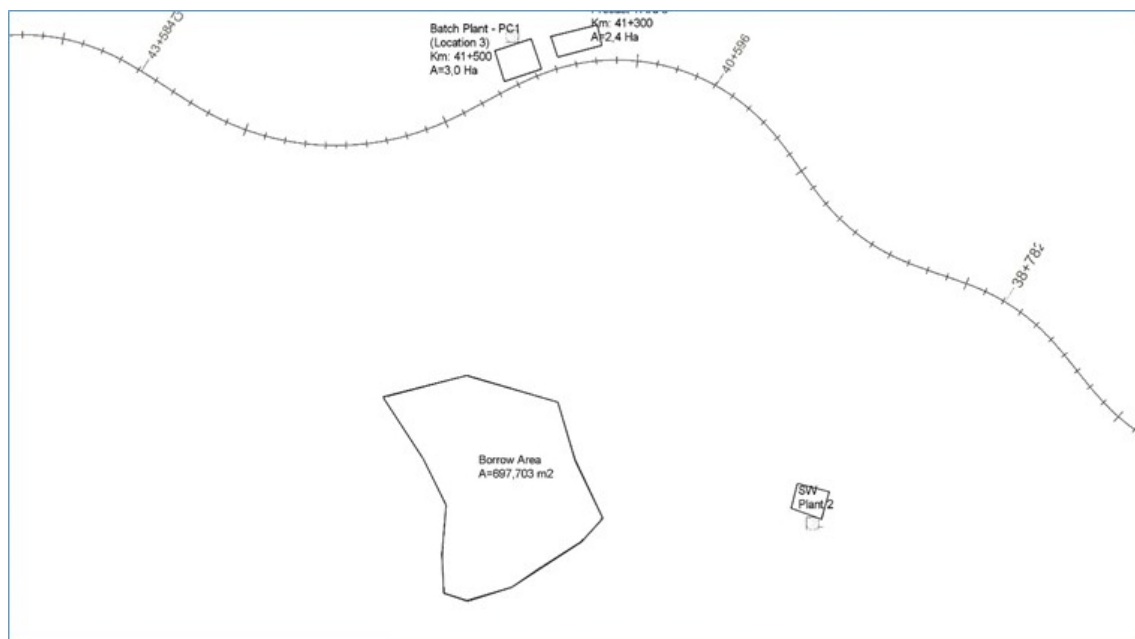 43+584
Batch Plant - PC1
(Location 3)
Km: 41+500
A=3,0 Ha
Km: 41+300
A=2,4 Ha
40+596
38+782
Borrow Area
A=697,703 m2
SW
Plant 2